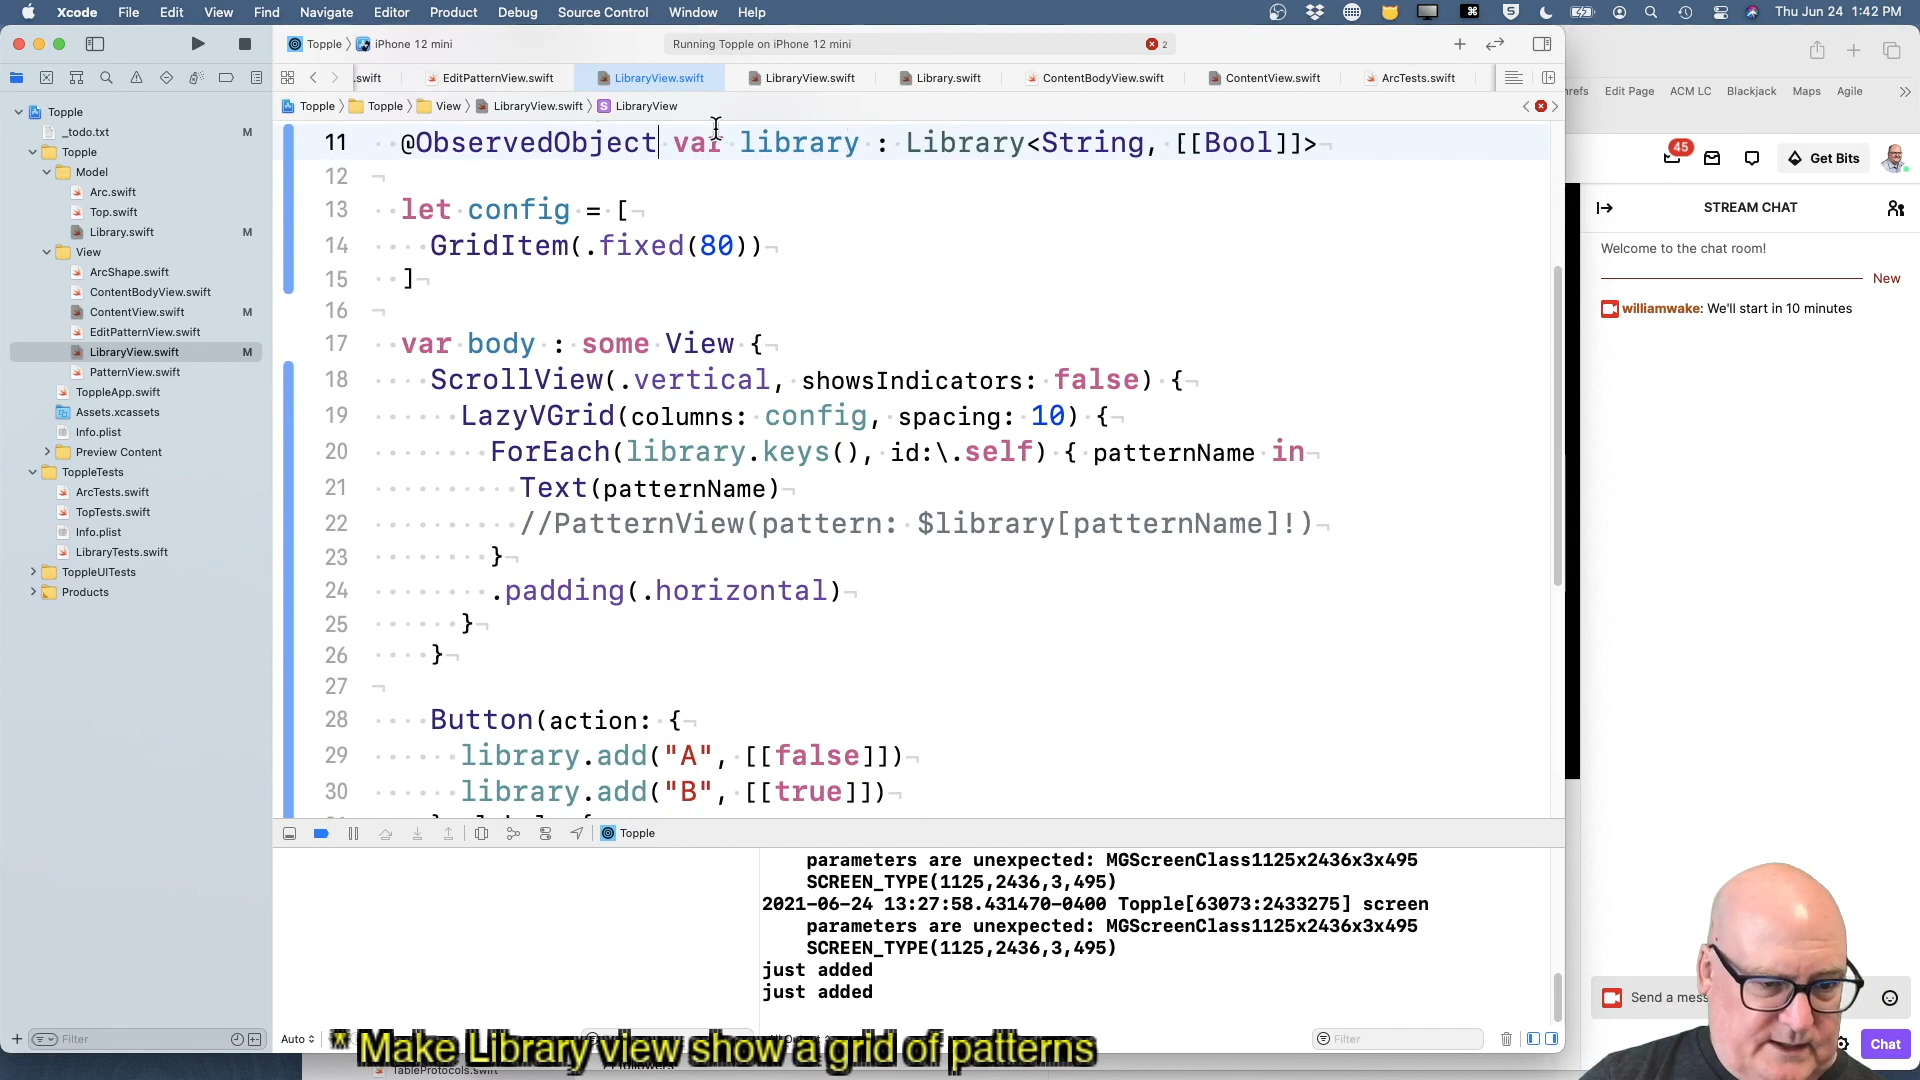 Xcode File Edit View Find Navigate Editor Product Debug Source Control Window Help Thu Jun 24 1:42 PM
Topple iPhone 12 mini Running Topple on iPhone 12 mini 2
.swift EditPatternView.swift LibraryView.swift LibraryView.swift Library.swift ContentBodyView.swift ContentView.swift ArcTests.swift
Topple Topple View LibraryView.swift LibraryView
Topple
_todo.txt M
Topple
Model
Arc.swift
Top.swift
Library.swift M
View
ArcShape.swift
ContentBodyView.swift
ContentView.swift M
EditPatternView.swift
LibraryView.swift M
PatternView.swift
ToppleApp.swift
Assets.xcassets
Info.plist
Preview Content
ToppleTests
ArcTests.swift
TopTests.swift
Info.plist
LibraryTests.swift
ToppleUITests
Products
Filter
11 @ObservedObject var library : Library<String, [[Bool]]>
12
13 let config = [
14 GridItem(.fixed(80))
15 ]
16
17 var body : some View {
18 ScrollView(.vertical, showsIndicators: false) {
19 LazyVGrid(columns: config, spacing: 10) {
20 ForEach(library.keys(), id:\.self) { patternName in
21 Text(patternName)
22 //PatternView(pattern: $library[patternName]!)
23 }
24 .padding(.horizontal)
25 }
26 }
27
28 Button(action: {
29 library.add("A", [[false]])
30 library.add("B", [[true]])
Topple
parameters are unexpected: MGScreenClass1125x2436x3x495
SCREEN_TYPE(1125,2436,3,495)
2021-06-24 13:27:58.431470-0400 Topple[63073:2433275] screen
parameters are unexpected: MGScreenClass1125x2436x3x495
SCREEN_TYPE(1125,2436,3,495)
just added
just added
Auto Filter
* Make Library view show a grid of patterns
TableProtocols.swift
Edit Page ACM LC Blackjack Maps Agile
45 Get Bits
STREAM CHAT
Welcome to the chat room!
New
williamwake: We'll start in 10 minutes
Send a mess
Chat